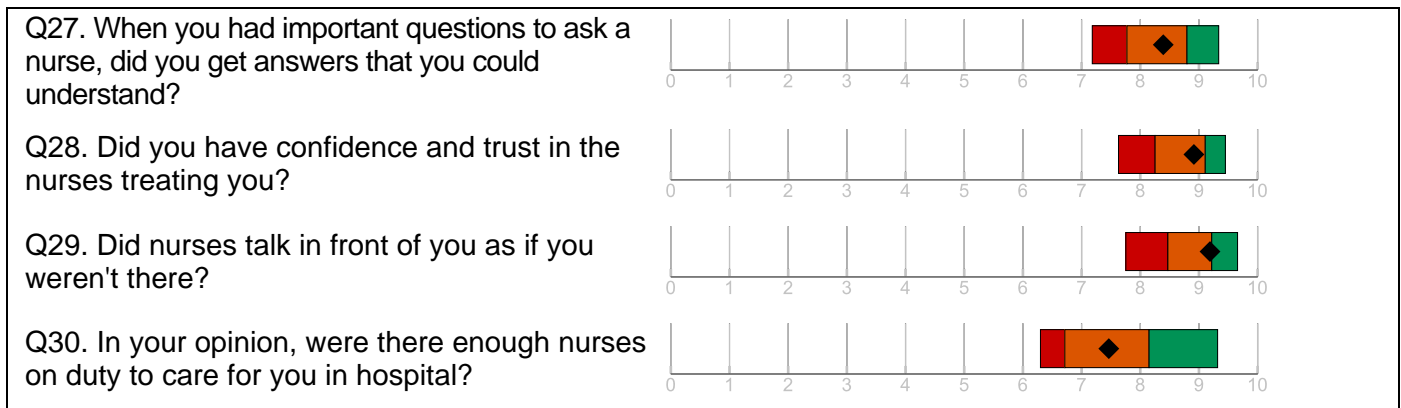 Q27. When you had important questions to ask a
nurse, did you get answers that you could
understand?
0 1 2 3 4 5 6 7 8 9 10
Q28. Did you have confidence and trust in the
nurses treating you?
0 1 2 3 4 5 6 7 8 9 10
Q29. Did nurses talk in front of you as if you
weren't there?
0 1 2 3 4 5 6 7 8 9 10
Q30. In your opinion, were there enough nurses
on duty to care for you in hospital?
0 1 2 3 4 5 6 7 8 9 10